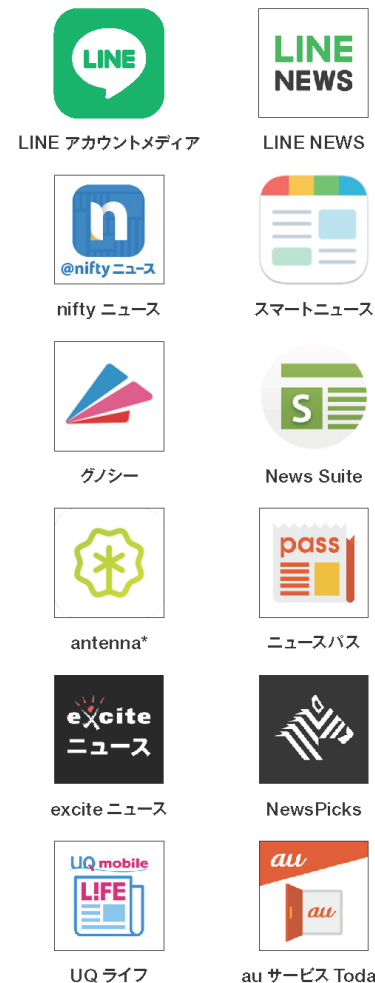 LINE
LINE
NEWS
LINE アカウントメディア
LINE NEWS
n
@nifty ニュース
nifty ニュース
スマートニュース
S
グノシー
News Suite
pass
antenna*
ニュースパス
excite
ニュース
excite ニュース
NewsPicks
UQ mobile
LIFE
au
au
UQ ライフ
au サービス Toda